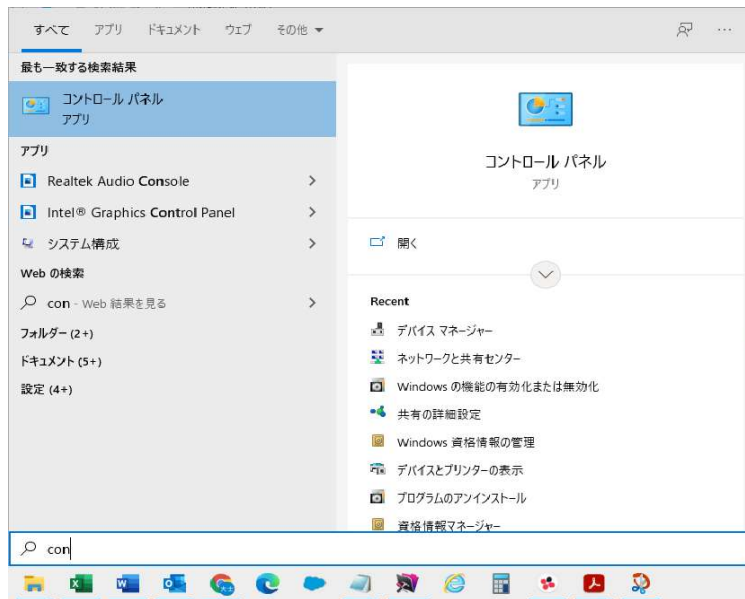 すべて アプリ ドキュメント ウェブ その他
最も一致する検索結果
コントロール パネル
アプリ
アプリ
Realtek Audio Console
Intel® Graphics Control Panel
システム構成
Web の検索
con - Web 結果を見る
フォルダー (2+)
ドキュメント (5+)
設定 (4+)
コントロール パネル
アプリ
開く
Recent
デバイス マネージャー
ネットワークと共有センター
Windows の機能の有効化または無効化
共有の詳細設定
Windows 資格情報の管理
デバイスとプリンターの表示
プログラムのアンインストール
資格情報マネージャー
con